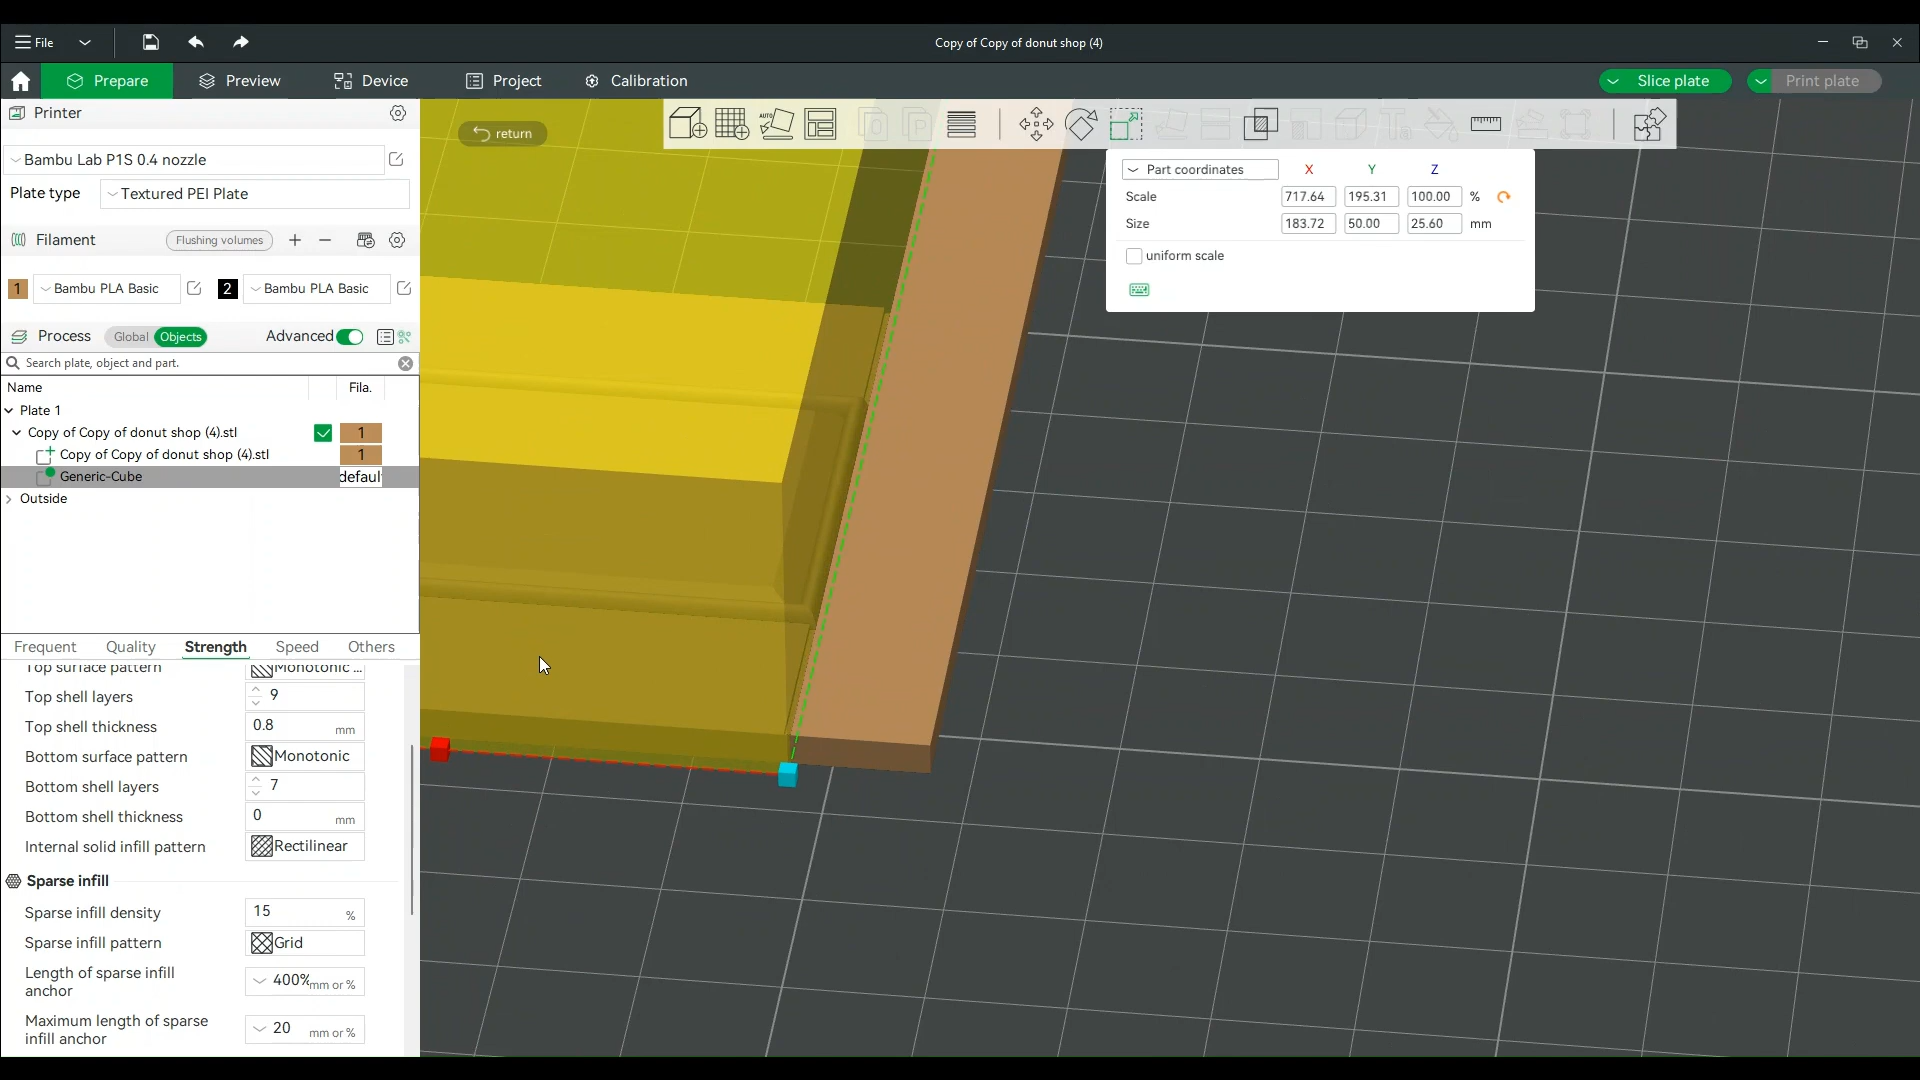 File
Copy of Copy of donut shop (4)
Prepare
Preview
Device
Project
Calibration
Slice plate
Print plate
Printer
return
Bambu Lab P1S 0.4 nozzle
Plate type
Textured PEI Plate
Filament
Flushing volumes
1
Bambu PLA Basic
2
Bambu PLA Basic
Process
Global
Objects
Advanced
Search plate, object and part.
Name
Fila.
Plate 1
Copy of Copy of donut shop (4).stl
1
Copy of Copy of donut shop (4).stl
1
Generic-Cube
defaul
Outside
Frequent
Quality
Strength
Speed
Others
Top surface pattern
Monotonic ...
Top shell layers
9
Top shell thickness
0.8 mm
Bottom surface pattern
Monotonic
Bottom shell layers
7
Bottom shell thickness
0 mm
Internal solid infill pattern
Rectilinear
Sparse infill
Sparse infill density
15 %
Sparse infill pattern
Grid
Length of sparse infill
anchor
400% mm or %
Maximum length of sparse
infill anchor
20 mm or %
AUTO
Part coordinates
X Y Z
Scale
717.64 195.31 100.00 %
Size
183.72 50.00 25.60 mm
uniform scale